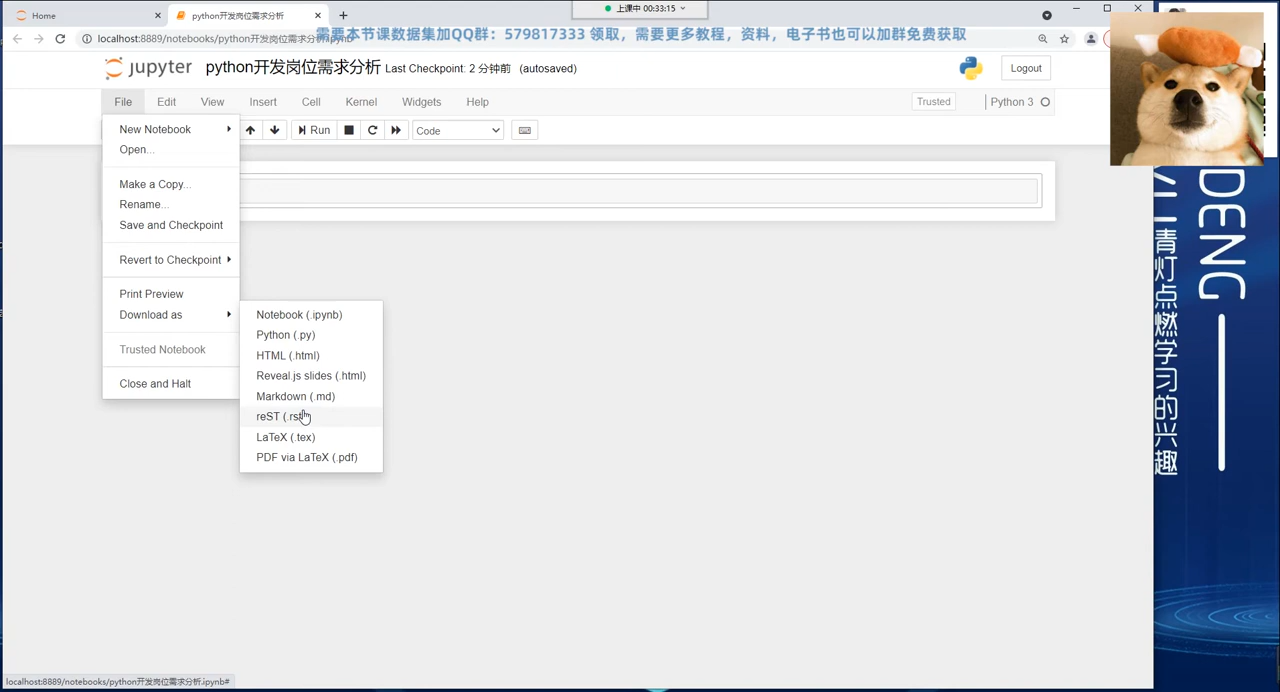 Home
python开发岗位需求分析
上课中 00:33:15
localhost:8889/notebooks/python开发岗位需求分析.ipynb
需要本节课数据集加QQ群：579817333 领取，需要更多教程，资料，电子书也可以加群免费获取
jupyter python开发岗位需求分析 Last Checkpoint: 2 分钟前 (autosaved)
Logout
File Edit View Insert Cell Kernel Widgets Help
Trusted
Python 3
Run
Code
New Notebook
Open...
Make a Copy...
Rename...
Save and Checkpoint
Revert to Checkpoint
Print Preview
Download as
Trusted Notebook
Close and Halt
Notebook (.ipynb)
Python (.py)
HTML (.html)
Reveal.js slides (.html)
Markdown (.md)
reST (.rst)
LaTeX (.tex)
PDF via LaTeX (.pdf)
DENG
青灯点燃学习的兴趣
localhost:8889/notebooks/python开发岗位需求分析.ipynb#